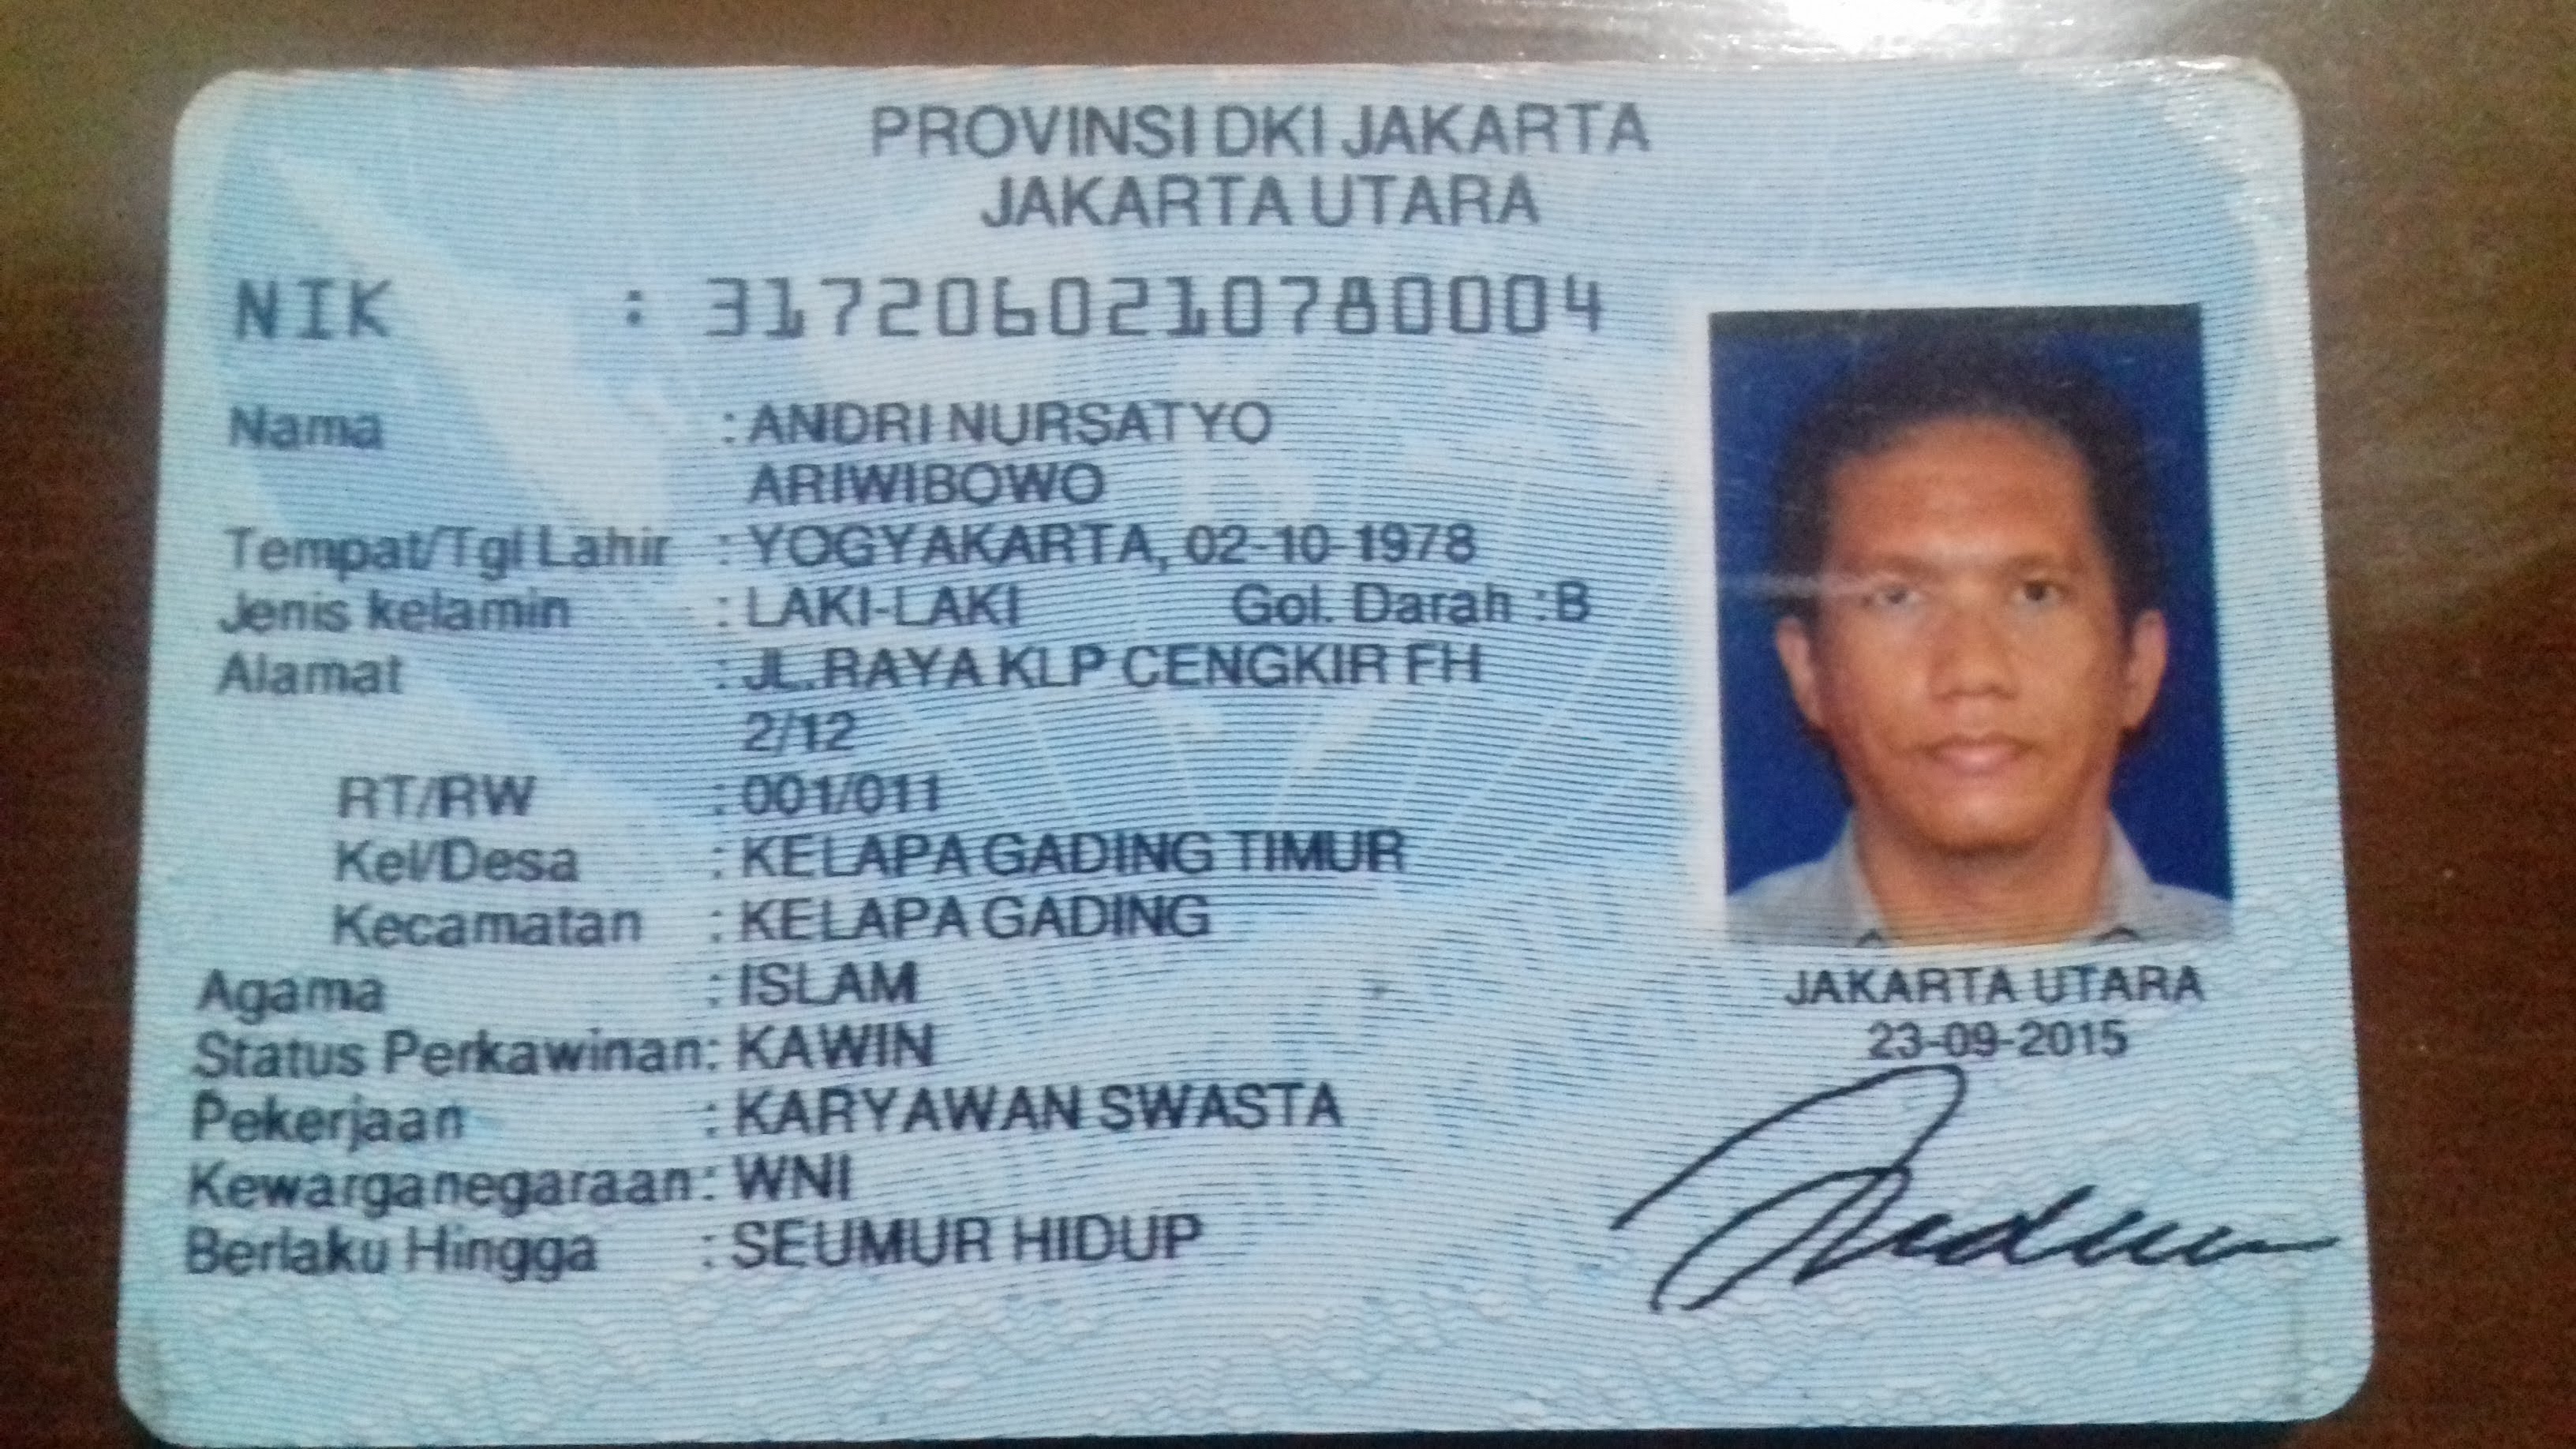 PROVINSI DKI JAKARTA
JAKARTA UTARA
NIK : 3172060210780004
Nama : ANDRI NURSATYO
ARIWIBOWO
Tempat/Tgl Lahir : YOGYAKARTA, 02-10-1978
Jenis kelamin : LAKI-LAKI Gol. Darah : B
Alamat : JL.RAYA KLP CENGKIR FH
2/12
RT/RW : 001/011
Kel/Desa : KELAPA GADING TIMUR
Kecamatan : KELAPA GADING
Agama : ISLAM
Status Perkawinan: KAWIN
Pekerjaan : KARYAWAN SWASTA
Kewarganegaraan: WNI
Berlaku Hingga : SEUMUR HIDUP
JAKARTA UTARA
23-09-2015